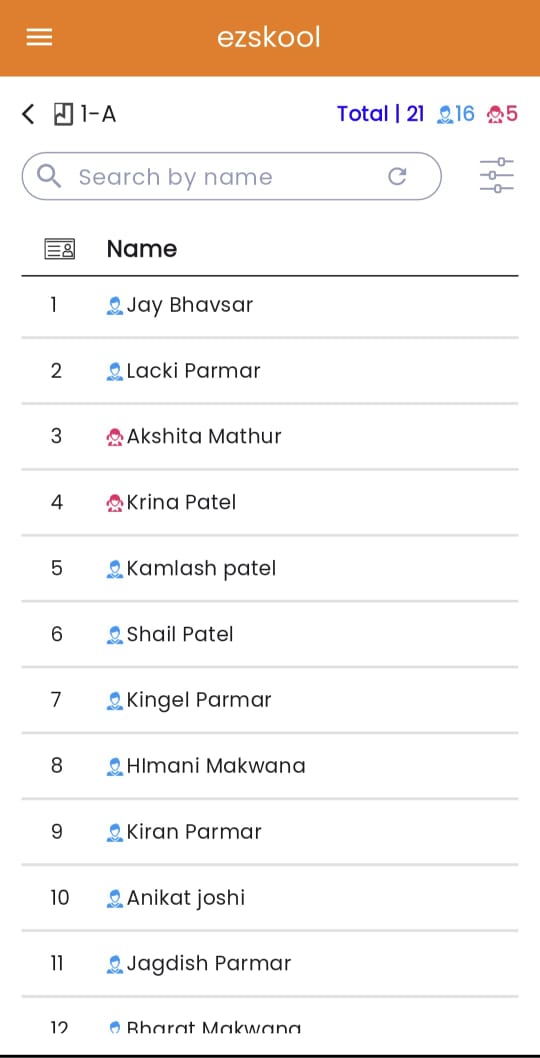 ezskool
1-A
Total | 21 16 5
Search by name
Name
1 Jay Bhavsar
2 Lacki Parmar
3 Akshita Mathur
4 Krina Patel
5 Kamlash patel
6 Shail Patel
7 Kingel Parmar
8 HImani Makwana
9 Kiran Parmar
10 Anikat joshi
11 Jagdish Parmar
12 Bharat Makwana